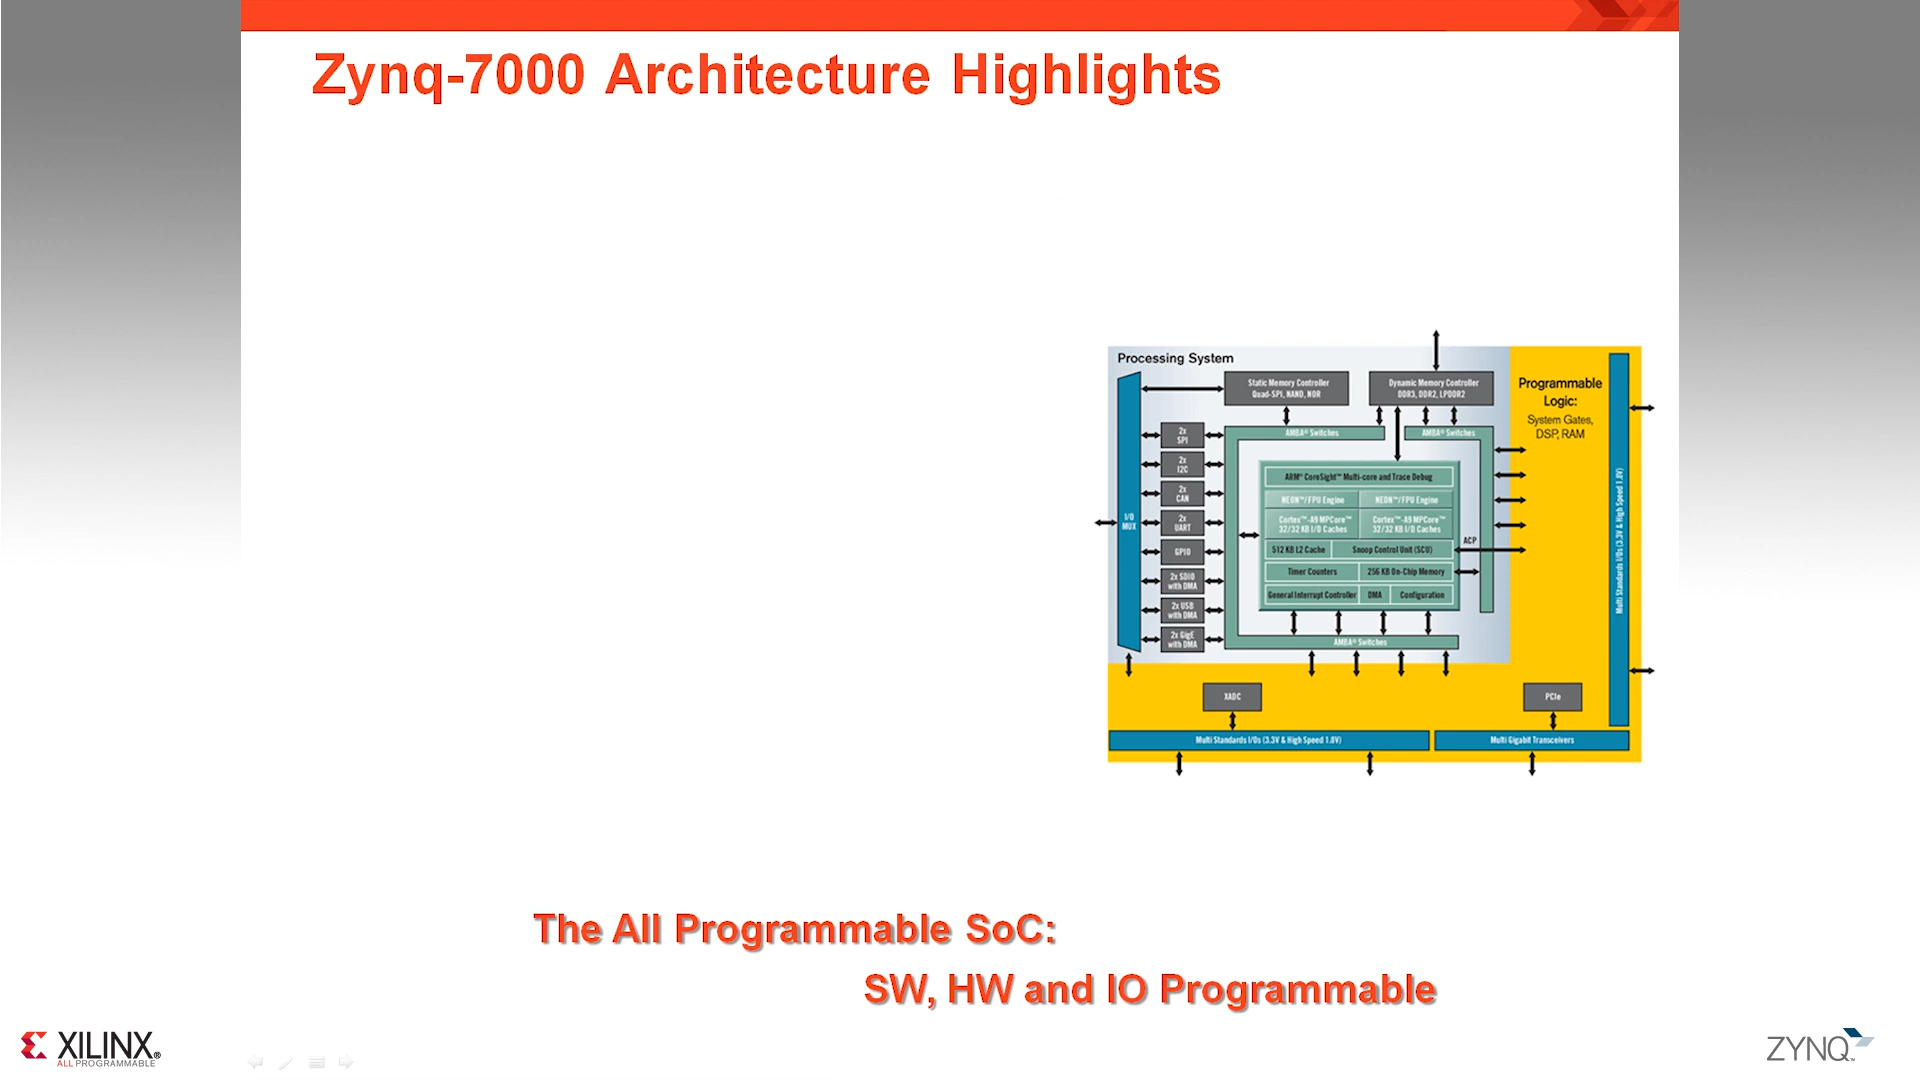 Zynq-7000 Architecture Highlights
Processing System
Static Memory Controller
Quad-SPI, NAND, NOR
Dynamic Memory Controller
DDR3, DDR2, LPDDR2
Programmable
Logic:
System Gates,
DSP, RAM
AMBA® Switches
AMBA® Switches
2x
SPI
2x
I2C
2x
CAN
2x
UART
GPIO
2x SDIO
with DMA
2x USB
with DMA
2x GigE
with DMA
I/O
MUX
ARM® CoreSight™ Multi-core and Trace Debug
NEON™/FPU Engine
NEON™/FPU Engine
Cortex™-A9 MPCore™
32/32 KB I/D Caches
Cortex™-A9 MPCore™
32/32 KB I/D Caches
512 KB L2 Cache
Snoop Control Unit (SCU)
ACP
Timer Counters
256 KB On-Chip Memory
General Interrupt Controller
DMA
Configuration
AMBA® Switches
Multi Standards I/Os (3.3V & High Speed 1.8V)
XADC
PCIe
Multi Standards I/Os (3.3V & High Speed 1.8V)
Multi Gigabit Transceivers
The All Programmable SoC:
SW, HW and IO Programmable
XILINX®
ALL PROGRAMMABLE
ZYNQ™